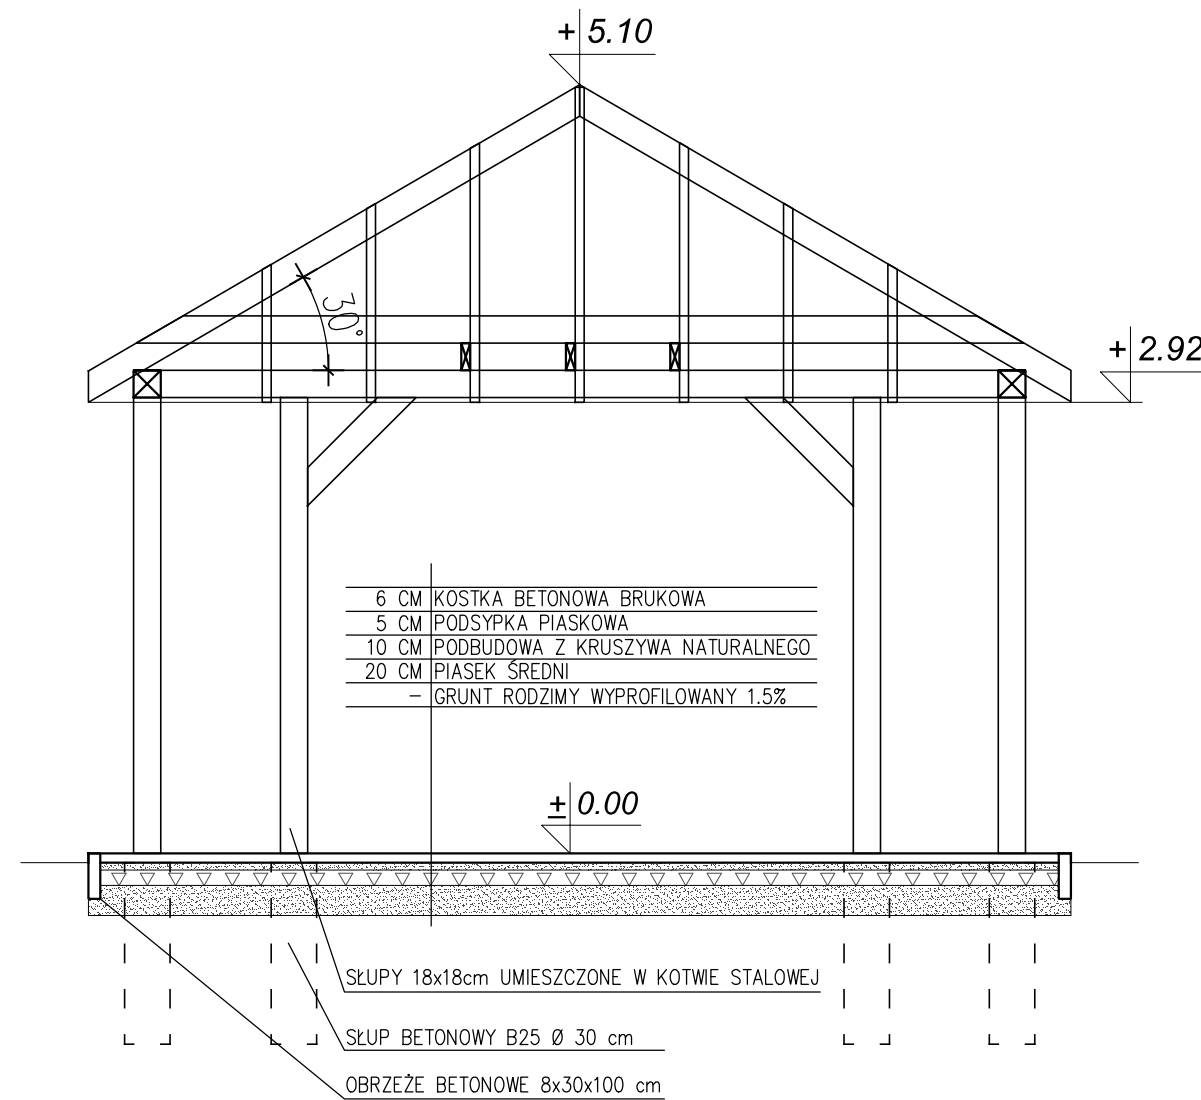 + 5.10
30°
+ 2.92
6 CM KOSTKA BETONOWA BRUKOWA
5 CM PODSYPKA PIASKOWA
10 CM PODBUDOWA Z KRUSZYWA NATURALNEGO
20 CM PIASEK ŚREDNI
– GRUNT RODZIMY WYPROFILOWANY 1.5%
± 0.00
SŁUPY 18x18cm UMIESZCZONE W KOTWIE STALOWEJ
SŁUP BETONOWY B25 Ø 30 cm
OBRZEŻE BETONOWE 8x30x100 cm